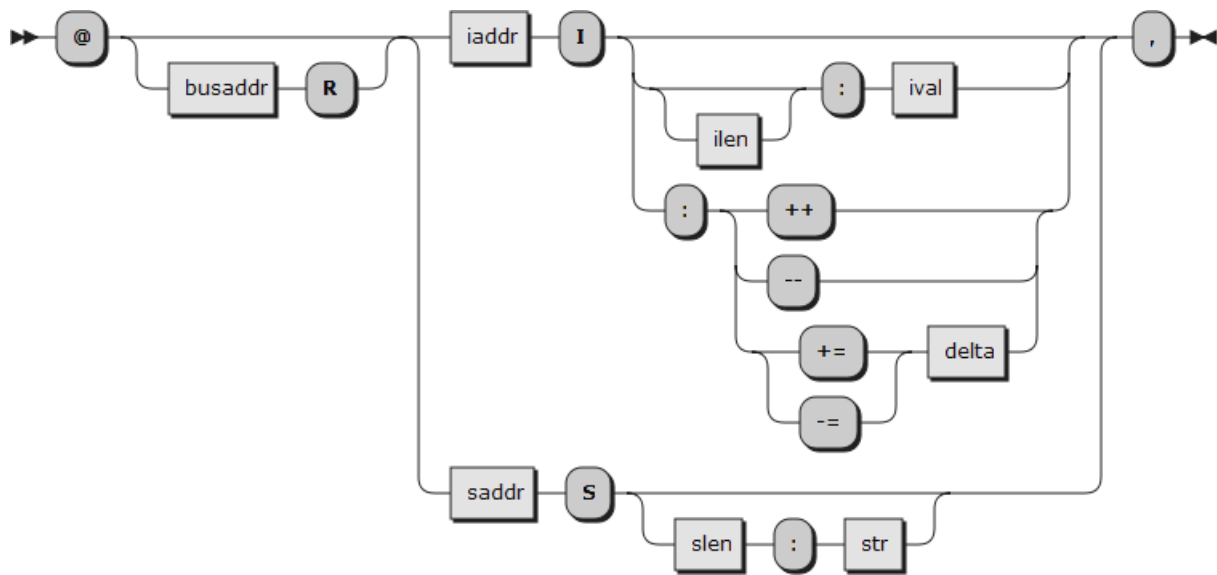 @ iaddr I ,
busaddr R : ival
ilen
: ++
--
+= delta
-=
saddr S
slen : str